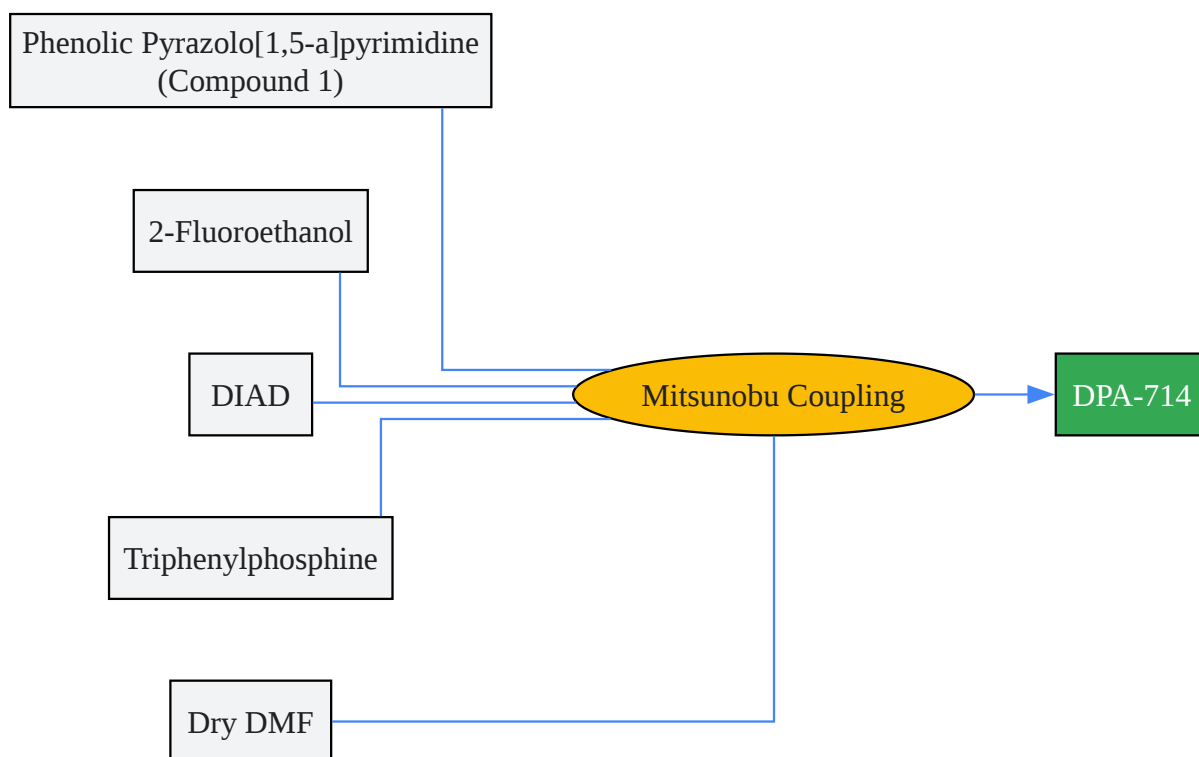 Phenolic Pyrazolo[1,5-a]pyrimidine
(Compound 1)
2-Fluoroethanol
DIAD
Mitsunobu Coupling
DPA-714
Triphenylphosphine
Dry DMF